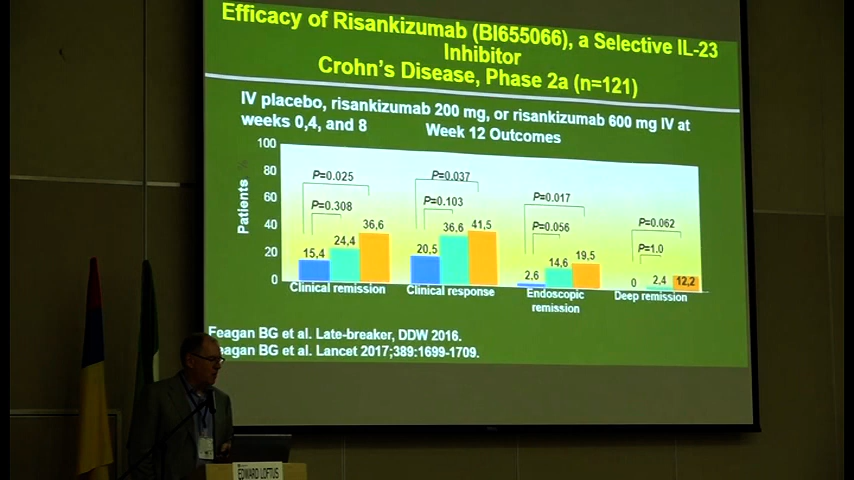 Efficacy of Risankizumab (BI655066), a Selective IL-23
Inhibitor
Crohn's Disease, Phase 2a (n=121)
IV placebo, risankizumab 200 mg, or risankizumab 600 mg IV at
weeks 0,4, and 8 Week 12 Outcomes
Patients
100
80
60
40
20
0
P=0.025
P=0.308
15,4
24,4
36,6
Clinical remission
P=0.037
P=0.103
20,5
36,6
41,5
Clinical response
P=0.017
P=0.056
2,6
14,6
19,5
Endoscopic
remission
P=0.062
P=1.0
0
2,4
12,2
Deep remission
Feagan BG et al. Late-breaker, DDW 2016.
eagan BG et al. Lancet 2017;389:1699-1709.
EDWARD LOFTUS